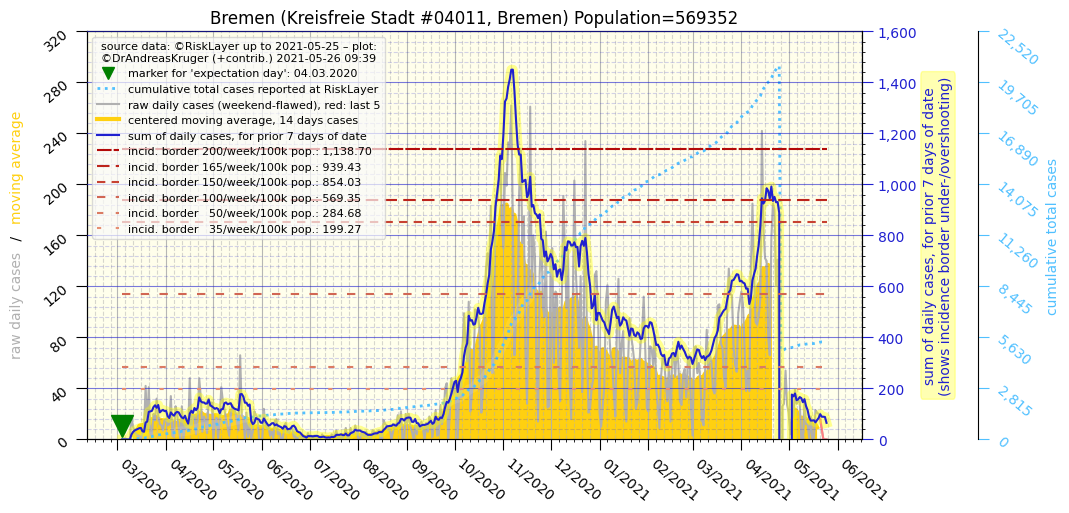 Bremen (Kreisfreie Stadt #04011, Bremen) Population=569352
source data: ©RiskLayer up to 2021-05-25 – plot:
©DrAndreasKruger (+contrib.) 2021-05-26 09:39
marker for 'expectation day': 04.03.2020
cumulative total cases reported at RiskLayer
raw daily cases (weekend-flawed), red: last 5
centered moving average, 14 days cases
sum of daily cases, for prior 7 days of date
incid. border 200/week/100k pop.: 1,138.70
incid. border 165/week/100k pop.: 939.43
incid. border 150/week/100k pop.: 854.03
incid. border 100/week/100k pop.: 569.35
incid. border 50/week/100k pop.: 284.68
incid. border 35/week/100k pop.: 199.27
raw daily cases / moving average
320
280
240
200
160
120
80
40
0
03/2020
04/2020
05/2020
06/2020
07/2020
08/2020
09/2020
10/2020
11/2020
12/2020
01/2021
02/2021
03/2021
04/2021
05/2021
06/2021
1,600
1,400
1,200
1,000
800
600
400
200
0
sum of daily cases, for prior 7 days of date
(shows incidence border under-/overshooting)
22,520
19,705
16,890
14,075
11,260
8,445
5,630
2,815
0
cumulative total cases